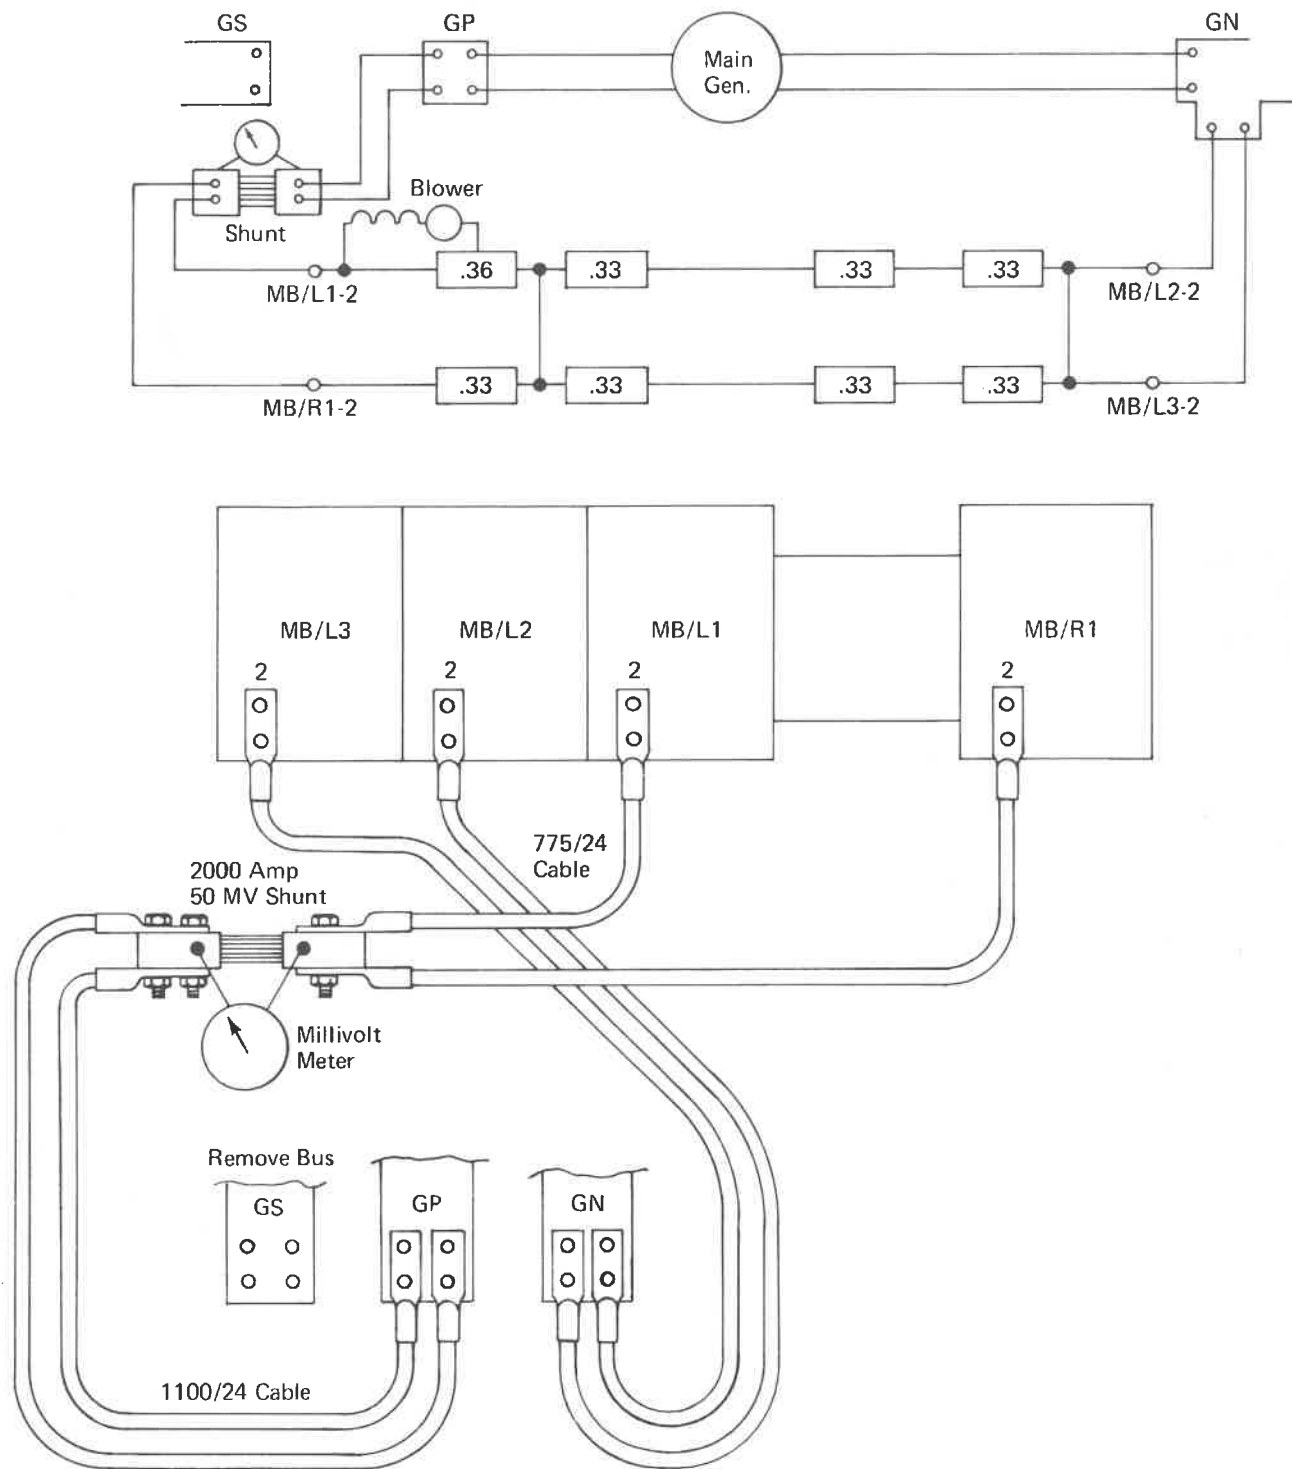 GS
GP
GN
Main
Gen.
Blower
Shunt
.36
.33
.33
.33
MB/L1-2
MB/L2-2
.33
.33
.33
.33
MB/R1-2
MB/L3-2
MB/L3
MB/L2
MB/L1
MB/R1
2
2
2
2
775/24
Cable
2000 Amp
50 MV Shunt
Millivolt
Meter
Remove Bus
GS
GP
GN
1100/24 Cable